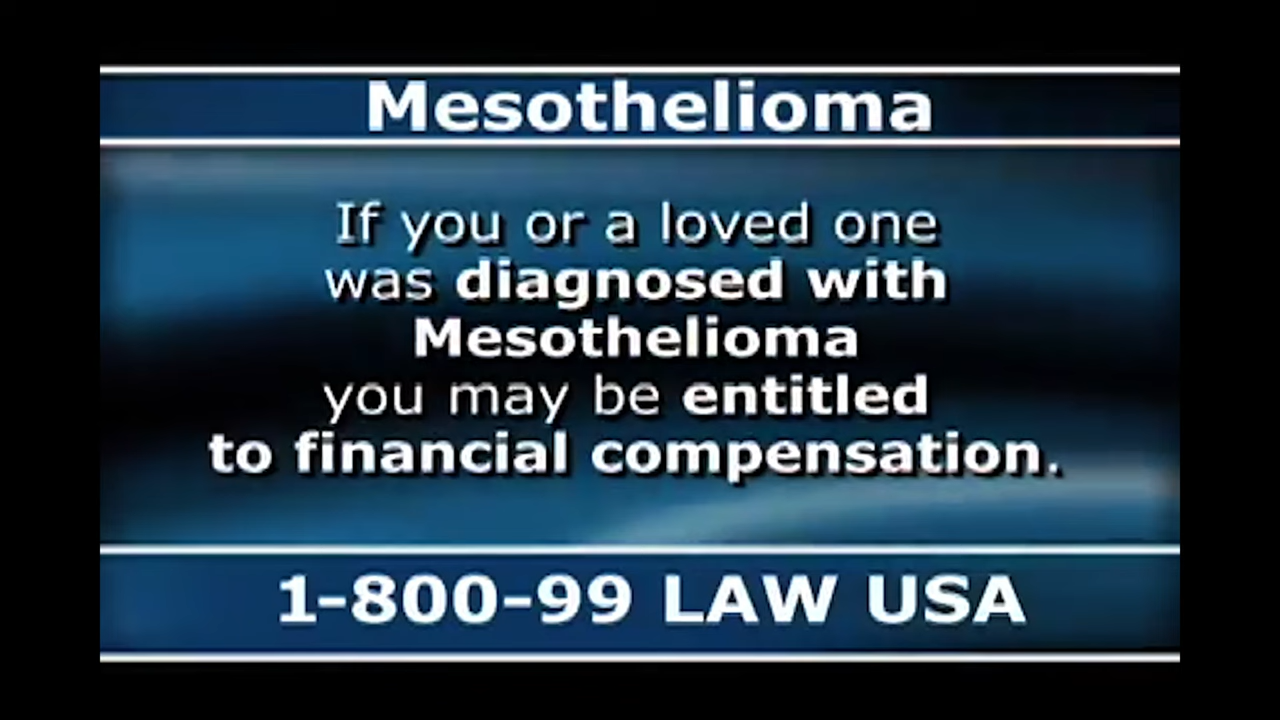 Mesothelioma
If you or a loved one
was diagnosed with
Mesothelioma
you may be entitled
to financial compensation.
1-800-99 LAW USA